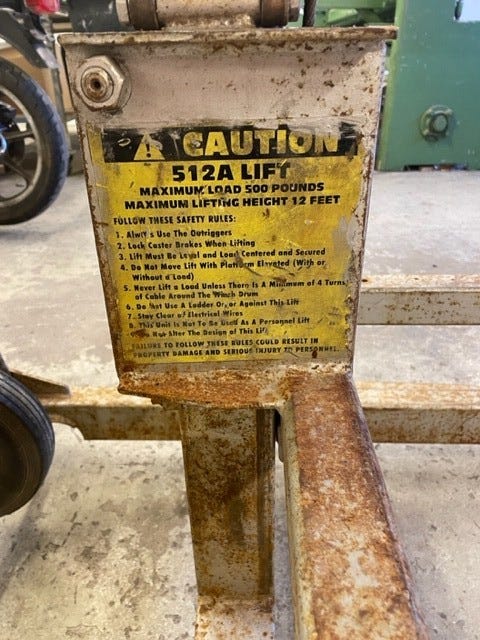 CAUTION
512A LIFT
MAXIMUM LOAD 500 POUNDS
MAXIMUM LIFTING HEIGHT 12 FEET
FOLLOW THESE SAFETY RULES:
1. Always Use The Outriggers
2. Lock Caster Brakes When Lifting
3. Lift Must Be Level and Load Centered and Secured
4. Do Not Move Lift With Platform Elevated (With or
Without a Load)
5. Never Lift a Load Unless There Is A Minimum of 4 Turns
of Cable Around The Winch Drum
6. Do Not Use A Ladder On or Against This Lift
7. Stay Clear of Electrical Wires
8. This Unit Is Not To Be Used As A Personnel Lift
Do Not Alter The Design of This Lift
FAILURE TO FOLLOW THESE RULES COULD RESULT IN
PROPERTY DAMAGE AND SERIOUS INJURY TO PERSONNEL.